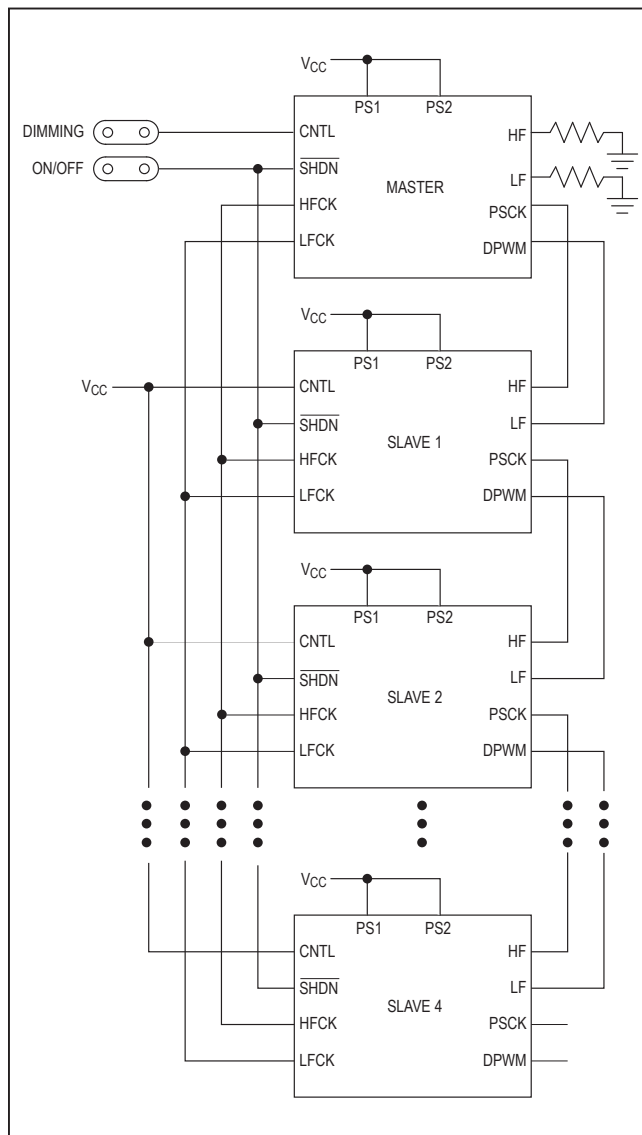 VCC
PS1 PS2
DIMMING
CNTL
HF
ON/OFF
SHDN
LF
MASTER
HFCK
PSCK
LFCK
DPWM
VCC
PS1 PS2
VCC
CNTL
HF
SHDN
LF
SLAVE 1
HFCK
PSCK
LFCK
DPWM
VCC
PS1 PS2
CNTL
HF
SHDN
LF
SLAVE 2
HFCK
PSCK
LFCK
DPWM
VCC
PS1 PS2
CNTL
HF
SHDN
LF
SLAVE 4
HFCK
PSCK
LFCK
DPWM